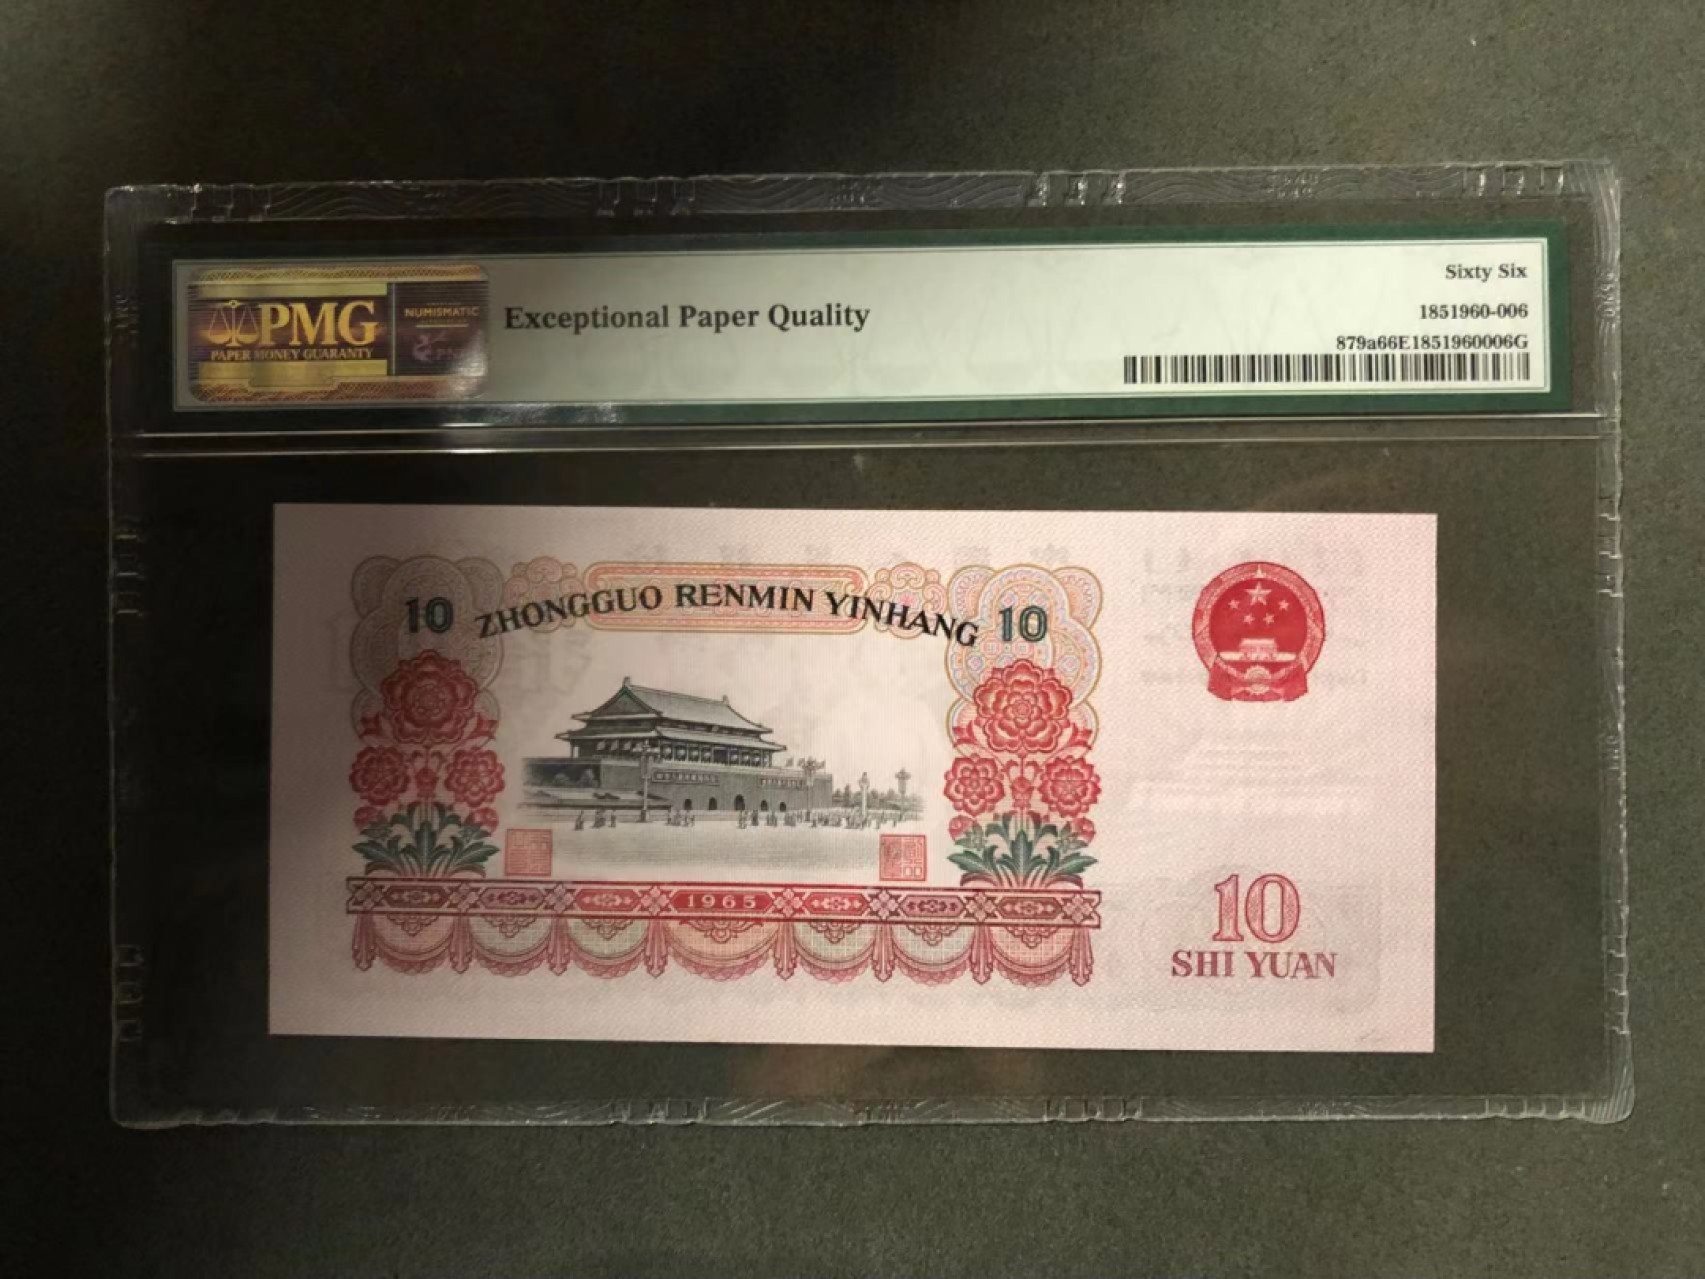 PMG
PAPER MONEY GUARANTY
NUMISMATIC
Exceptional Paper Quality
Sixty Six
1851960-006
879a66E1851960006G
10 ZHONGGUO RENMIN YINHANG 10
1965
10
SHI YUAN